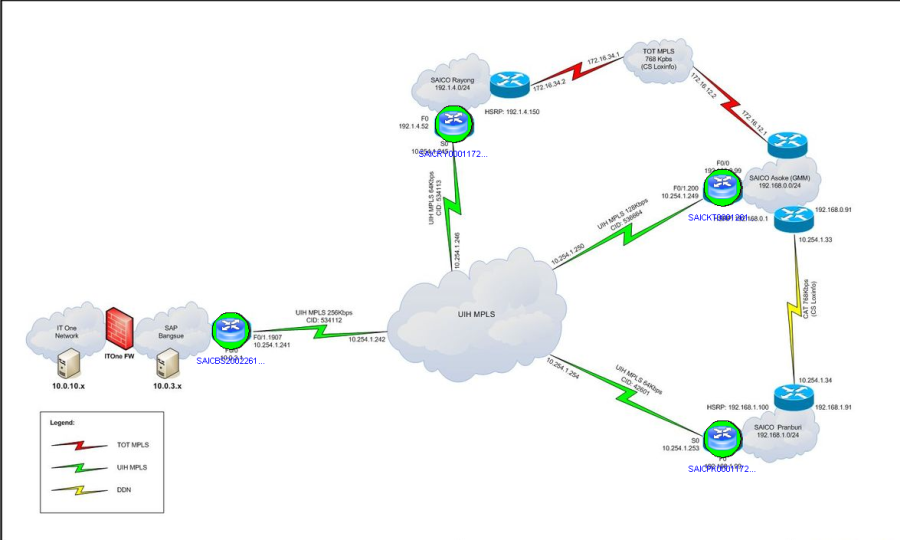 TOT MPLS
768 Kpbs
(CS Loxinfo)
172.16.34.1
172.16.34.2
172.16.12.2
172.16.12.1
SAICO Rayong
192.1.4.0/24
HSRP: 192.1.4.150
F0
192.1.4.52
S0
SAICRY0001172...
UIH MPLS 64Kbps
CID: 534113
10.254.1.246
F0/0
SAICO Asoke (GMM)
192.168.0.0/24
F0/1.200
10.254.1.249
192.168.0.91
10.254.1.33
UIH MPLS 128Kbps
CID: 536664
10.254.1.250
CAT 768Kbps
(CS Loxinfo)
UIH MPLS
IT One
Network
10.0.10.x
ITOne FW
SAP
Bangsue
10.0.3.x
F0/1.1907
10.254.1.241
SAICBS2002261...
UIH MPLS 256Kbps
CID: 534112
10.254.1.242
10.254.1.254
UIH MPLS 64Kbps
CID: 42601
10.254.1.34
HSRP: 192.168.1.100
192.168.1.91
SAICO Pranburi
192.168.1.0/24
S0
10.254.1.253
F0
SAICPR0001172...
Legend:
TOT MPLS
UIH MPLS
DDN